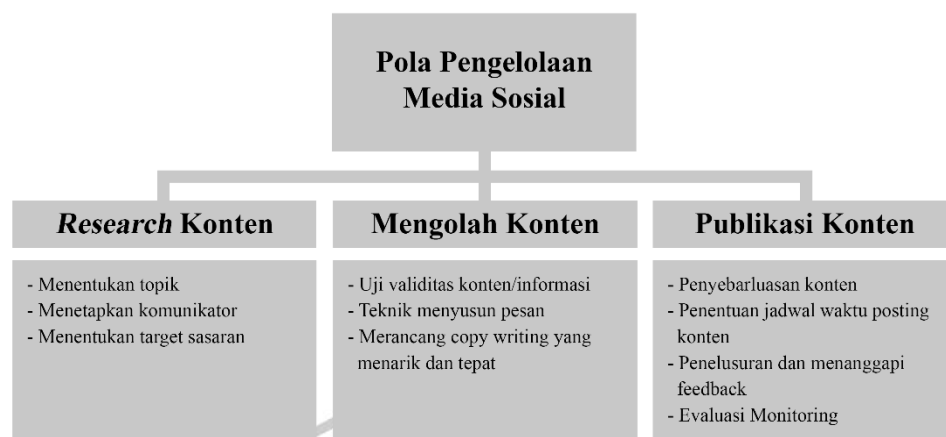 Pola Pengelolaan
Media Sosial
Research Konten
- Menentukan topik
- Menetapkan komunikator
- Menentukan target sasaran
Mengolah Konten
- Uji validitas konten/informasi
- Teknik menyusun pesan
- Merancang copy writing yang
menarik dan tepat
Publikasi Konten
- Penyebarluasan konten
- Penentuan jadwal waktu posting
konten
- Penelusuran dan menanggapi
feedback
- Evaluasi Monitoring